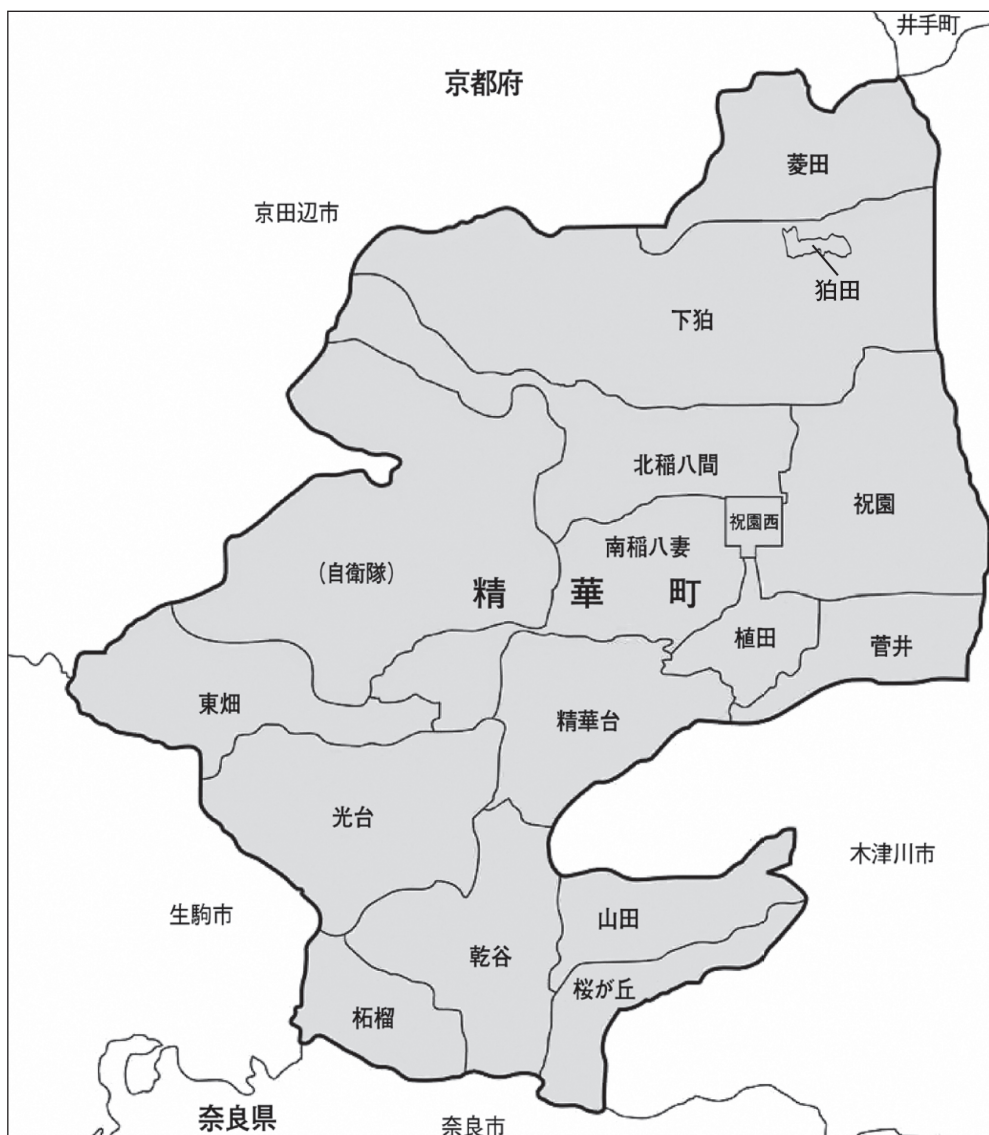 井手町
京都府
菱田
京田辺市
狛田
下狛
北稲八間
祝園
祝園西
南稲八妻
(自衛隊)
精華町
植田
菅井
東畑
精華台
光台
木津川市
生駒市
山田
乾谷
桜が丘
柘榴
奈良県
奈良市